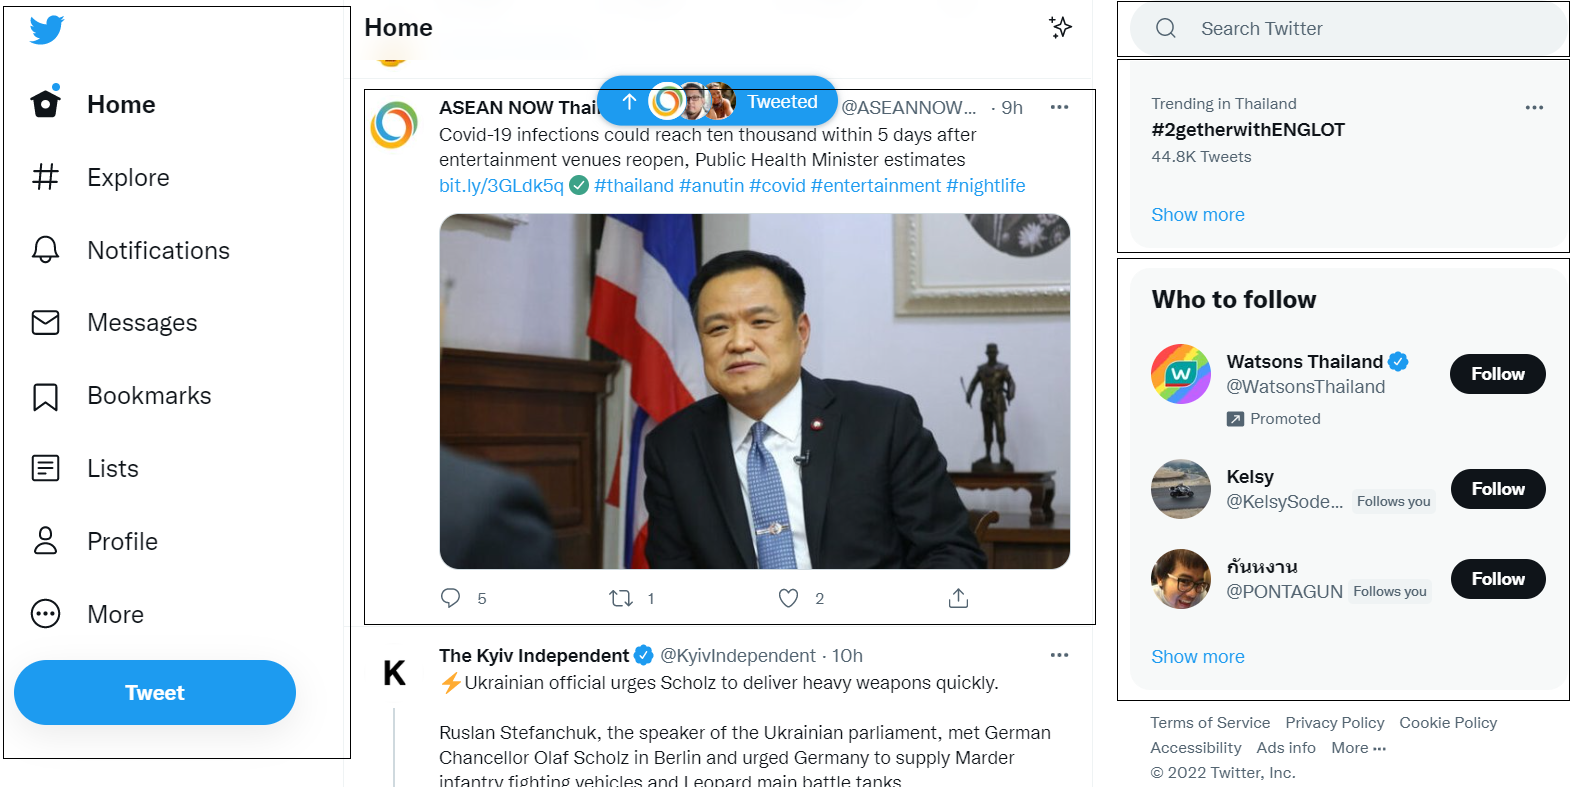 Home
Explore
Notifications
Messages
Bookmarks
Lists
Profile
More
Tweet
Home
Tweeted
ASEAN NOW @ASEANNOW... · 9h
Covid-19 infections could reach ten thousand within 5 days after
entertainment venues reopen, Public Health Minister estimates
bit.ly/3GLdk5q #thailand #anutin #covid #entertainment #nightlife
5 1 2
K
The Kyiv Independent @KyivIndependent · 10h
⚡Ukrainian official urges Scholz to deliver heavy weapons quickly.
Ruslan Stefanchuk, the speaker of the Ukrainian parliament, met German
Chancellor Olaf Scholz in Berlin and urged Germany to supply Marder
infantry fighting vehicles and Leopard main battle tanks
Search Twitter
Trending in Thailand
#2getherwithENGLOT
44.8K Tweets
Show more
Who to follow
W
Watsons Thailand
@WatsonsThailand
Promoted
Follow
Kelsy
@KelsySode... Follows you
Follow
กันหงาน
@PONTAGUN Follows you
Follow
Show more
Terms of Service Privacy Policy Cookie Policy
Accessibility Ads info More ···
© 2022 Twitter, Inc.